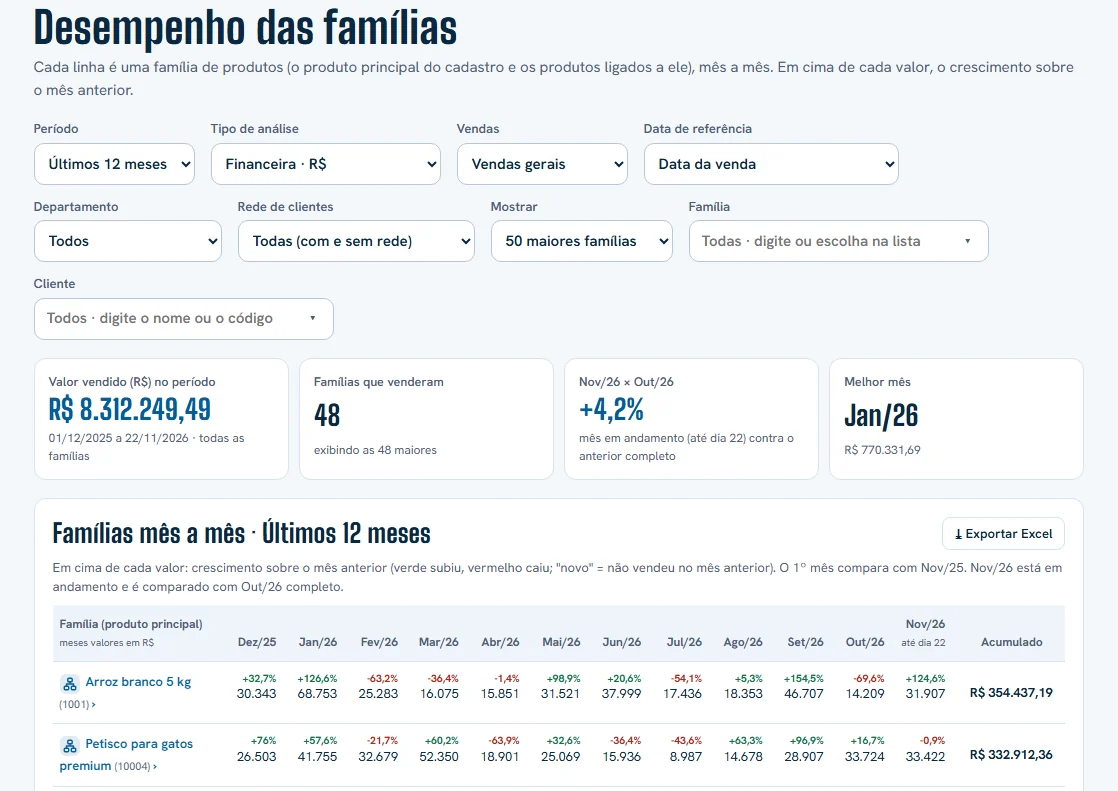 Desempenho das famílias
Cada linha é uma família de produtos (o produto principal do cadastro e os produtos ligados a ele), mês a mês. Em cima de cada valor, o crescimento sobre
o mês anterior.
Período Tipo de análise Vendas Data de referência
Últimos 12 meses Financeira · R$ Vendas gerais Data da venda
Departamento Rede de clientes Mostrar Família
Todos Todas (com e sem rede) 50 maiores famílias Todas · digite ou escolha na lista
Cliente
Todos · digite o nome ou o código
Valor vendido (R$) no período Famílias que venderam Nov/26 × Out/26 Melhor mês
R$ 8.312.249,49 48 +4,2% Jan/26
01/12/2025 a 22/11/2026 · todas as exibindo as 48 maiores mês em andamento (até dia 22) contra o R$ 770.331,69
famílias anterior completo
Famílias mês a mês · Últimos 12 meses Exportar Excel
Em cima de cada valor: crescimento sobre o mês anterior (verde subiu, vermelho caiu; "novo" = não vendeu no mês anterior). O 1º mês compara com Nov/25. Nov/26 está em
andamento e é comparado com Out/26 completo.
Família (produto principal) Nov/26
meses valores em R$ Dez/25 Jan/26 Fev/26 Mar/26 Abr/26 Mai/26 Jun/26 Jul/26 Ago/26 Set/26 Out/26 até dia 22 Acumulado
Arroz branco 5 kg +32,7% +126,6% -63,2% -36,4% -1,4% +98,9% +20,6% -54,1% +5,3% +154,5% -69,6% +124,6%
(1001) › 30.343 68.753 25.283 16.075 15.851 31.521 37.999 17.436 18.353 46.707 14.209 31.907 R$ 354.437,19
Petisco para gatos +76% +57,6% -21,7% +60,2% -63,9% +32,6% -36,4% -43,6% +63,3% +96,9% +16,7% -0,9%
premium (10004) › 26.503 41.755 32.679 52.350 18.901 25.069 15.936 8.987 14.678 28.907 33.724 33.422 R$ 332.912,36